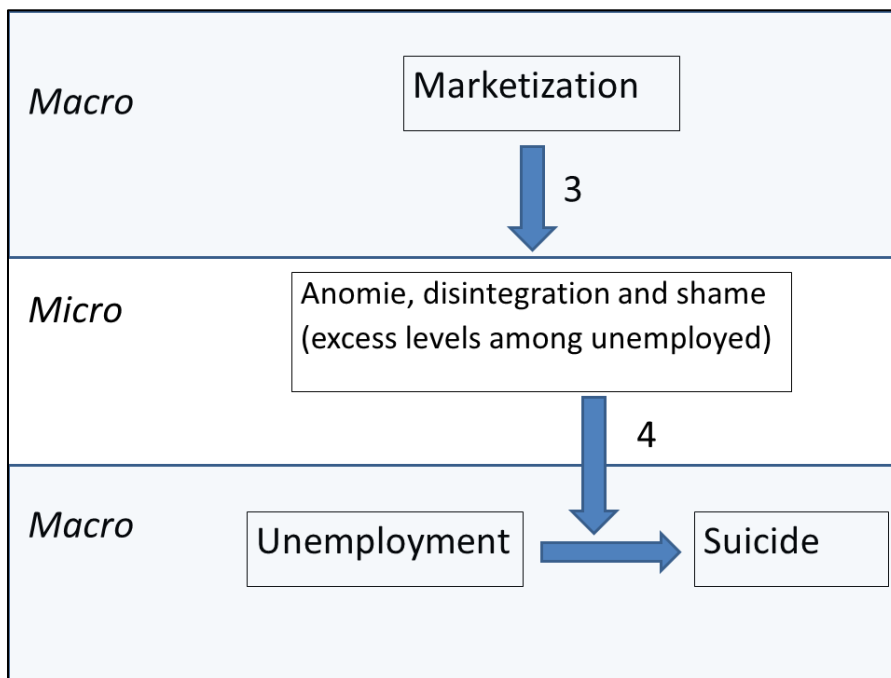 Macro
Marketization
3
Micro
Anomie, disintegration and shame
(excess levels among unemployed)
4
Macro
Unemployment
Suicide